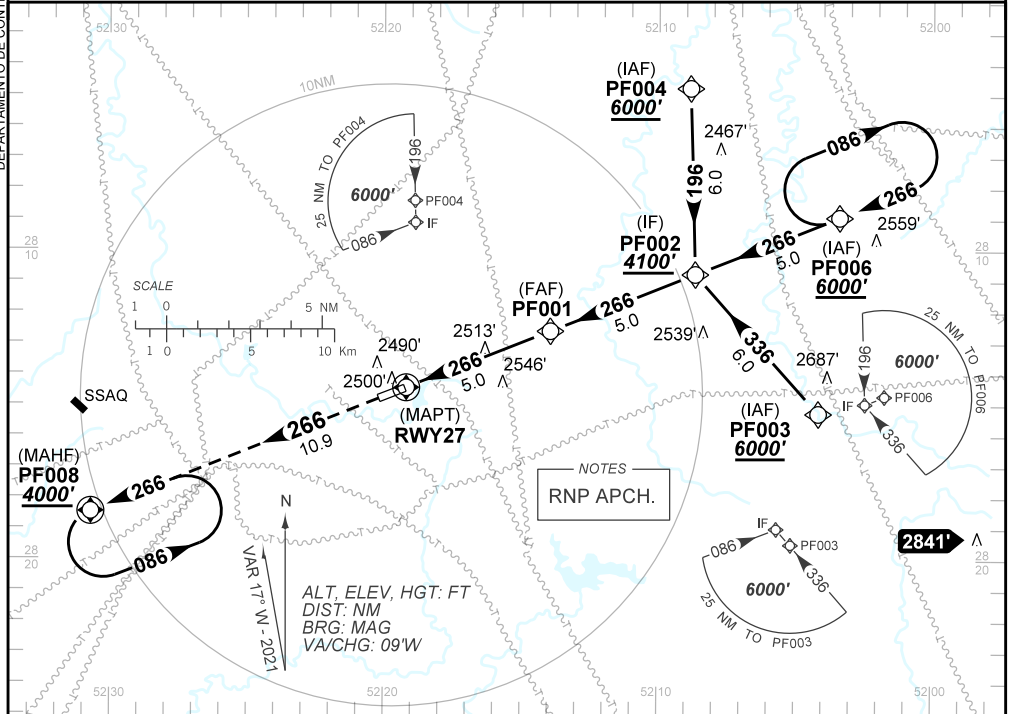 DEPARTAMENTO DE CONT
52 30
52 20
52 10
52 00
10NM
(IAF)
PF004
6000'
2467'
086
266
196
6.0
25 NM TO PF004
196
6000'
PF004
IF
086
(IF)
PF002
4100'
266
5.0
2559'
(IAF)
PF006
6000'
28
10
28
10
SCALE
1 0 5 NM
1 0 5 10 Km
(FAF)
PF001
266
5.0
2513'
2490'
2500'
266
5.0
2546'
2539'
336
6.0
2687'
25 NM TO PF006
196
6000'
IF
PF006
336
SSAQ
(MAPT)
RWY27
266
10.9
(IAF)
PF003
6000'
(MAHF)
PF008
4000'
266
086
NOTES
RNP APCH.
N
VAR 17° W - 2021
ALT, ELEV, HGT: FT
DIST: NM
BRG: MAG
VA/CHG: 09'W
IF
PF003
086
336
6000'
25 NM TO PF003
2841'
28
20
28
20
52 30
52 20
52 10
52 00